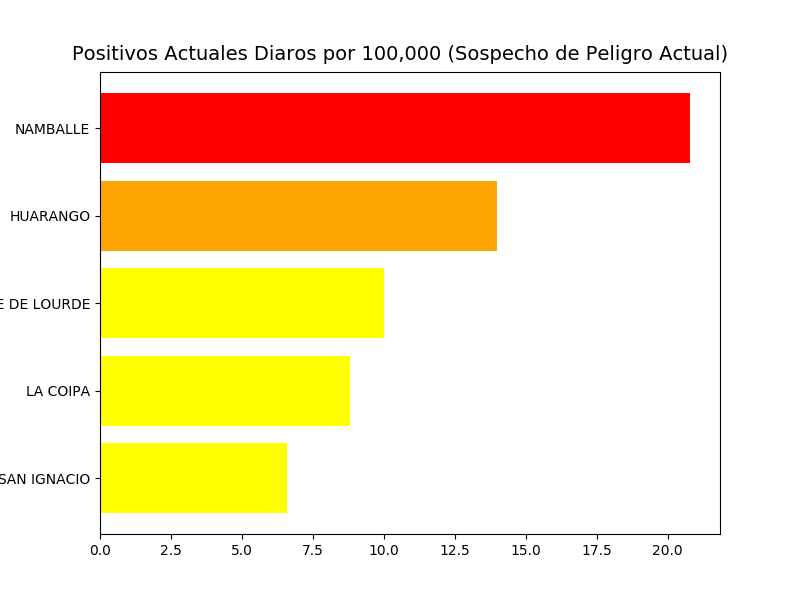 Positivos Actuales Diaros por 100,000 (Sospecho de Peligro Actual)
NAMBALLE
HUARANGO
DE LOURDE
LA COIPA
SAN IGNACIO
0.0 2.5 5.0 7.5 10.0 12.5 15.0 17.5 20.0